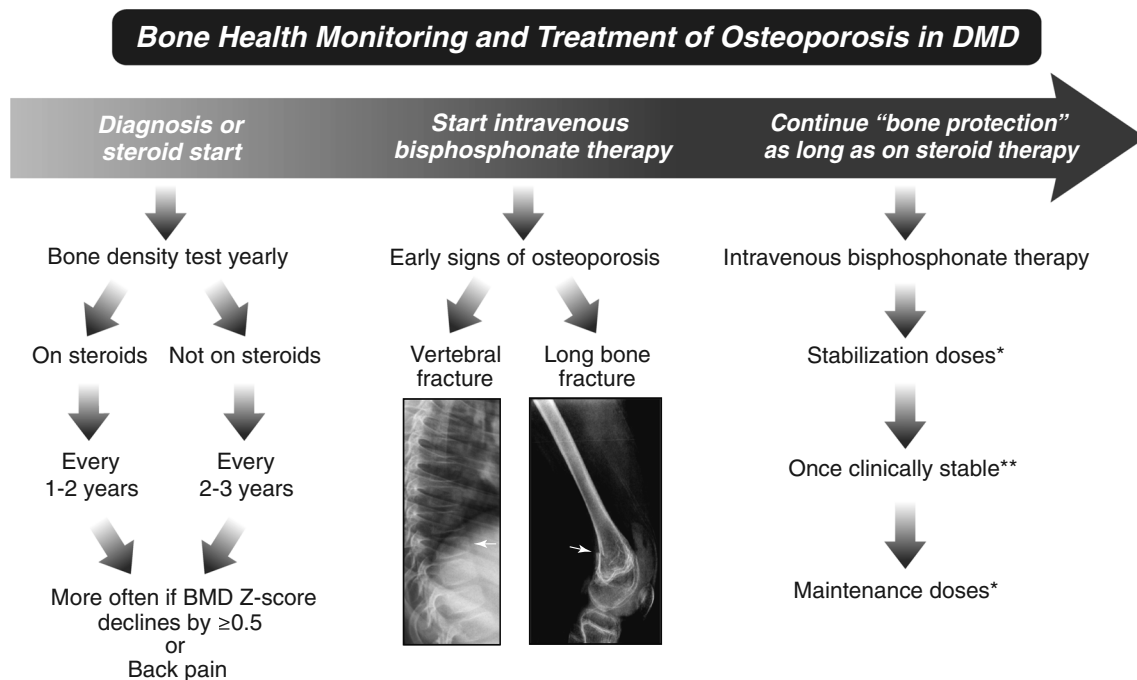 Bone Health Monitoring and Treatment of Osteoporosis in DMD
Diagnosis or
steroid start
Start intravenous
bisphosphonate therapy
Continue “bone protection”
as long as on steroid therapy
Bone density test yearly
On steroids
Not on steroids
Every
1-2 years
Every
2-3 years
More often if BMD Z-score
declines by ≥0.5
or
Back pain
Early signs of osteoporosis
Vertebral
fracture
Long bone
fracture
Intravenous bisphosphonate therapy
Stabilization doses*
Once clinically stable**
Maintenance doses*